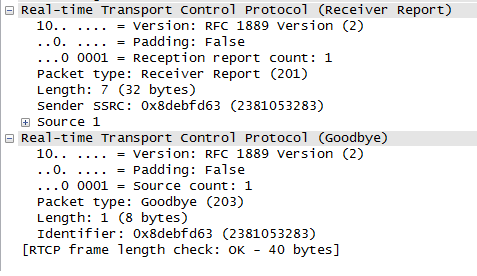 Real-time Transport Control Protocol (Receiver Report)
10.. .... = Version: RFC 1889 Version (2)
..0. .... = Padding: False
...0 0001 = Reception report count: 1
Packet type: Receiver Report (201)
Length: 7 (32 bytes)
Sender SSRC: 0x8debfd63 (2381053283)
Source 1
Real-time Transport Control Protocol (Goodbye)
10.. .... = Version: RFC 1889 Version (2)
..0. .... = Padding: False
...0 0001 = Source count: 1
Packet type: Goodbye (203)
Length: 1 (8 bytes)
Identifier: 0x8debfd63 (2381053283)
[RTCP frame length check: OK - 40 bytes]